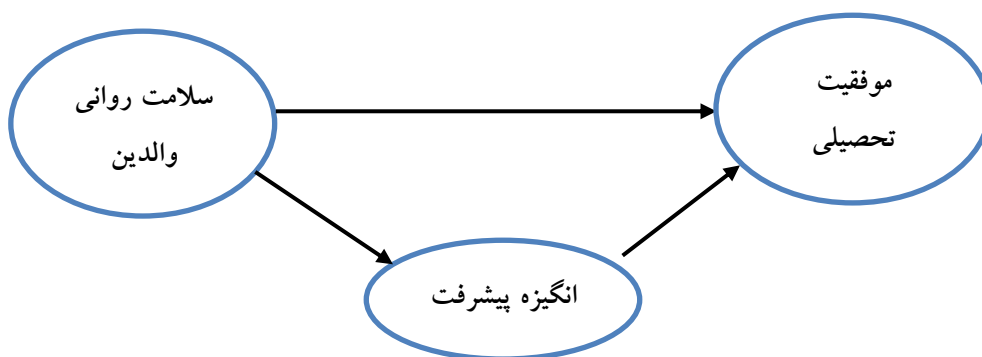 موفقیت
تحصیلی
سلامت روانی
والدین
انگیزه پیشرفت